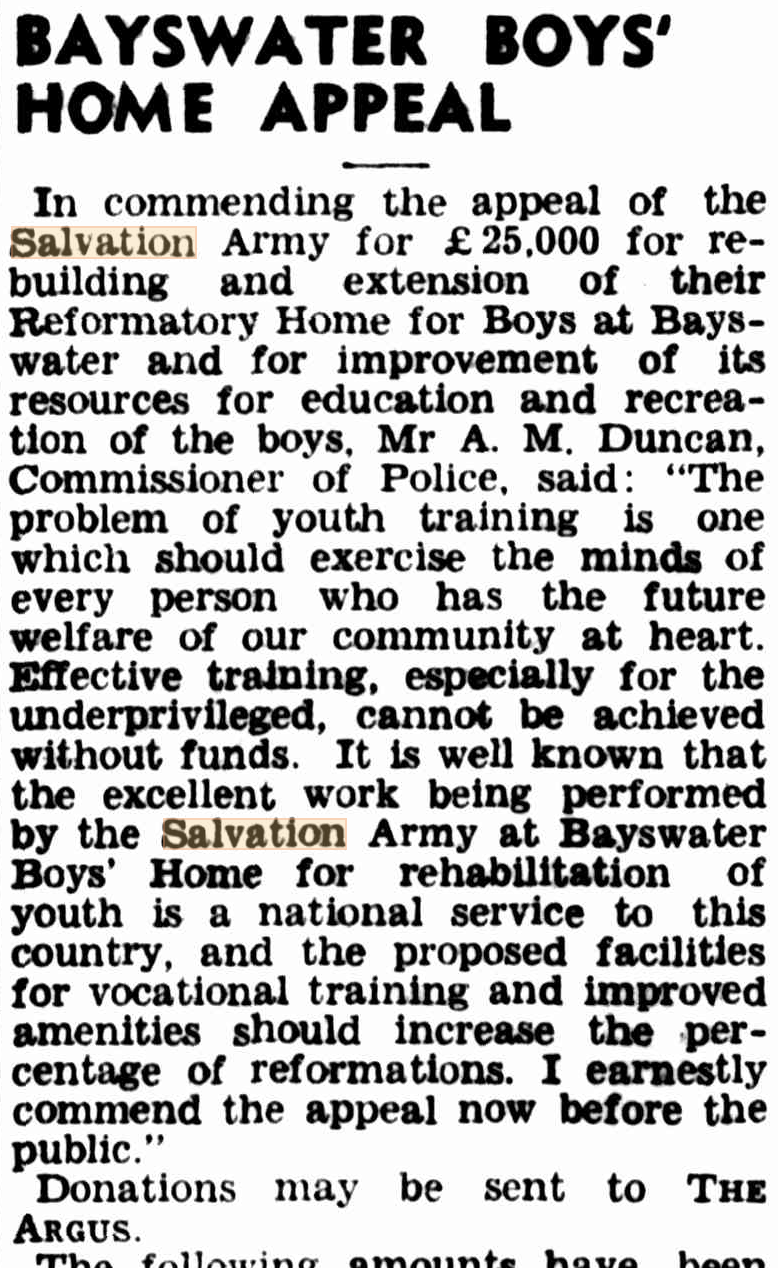 BAYSWATER BOYS'
HOME APPEAL
In commending the appeal of the
Salvation Army for £25,000 for re-
building and extension of their
Reformatory Home for Boys at Bays-
water and for improvement of its
resources for education and recrea-
tion of the boys, Mr A. M. Duncan,
Commissioner of Police, said: "The
problem of youth training is one
which should exercise the minds of
every person who has the future
welfare of our community at heart.
Effective training, especially for the
underprivileged, cannot be achieved
without funds. It is well known that
the excellent work being performed
by the Salvation Army at Bayswater
Boys' Home for rehabilitation of
youth is a national service to this
country, and the proposed facilities
for vocational training and improved
amenities should increase the per-
centage of reformations. I earnestly
commend the appeal now before the
public."
Donations may be sent to THE
ARGUS.
The following amounts have been